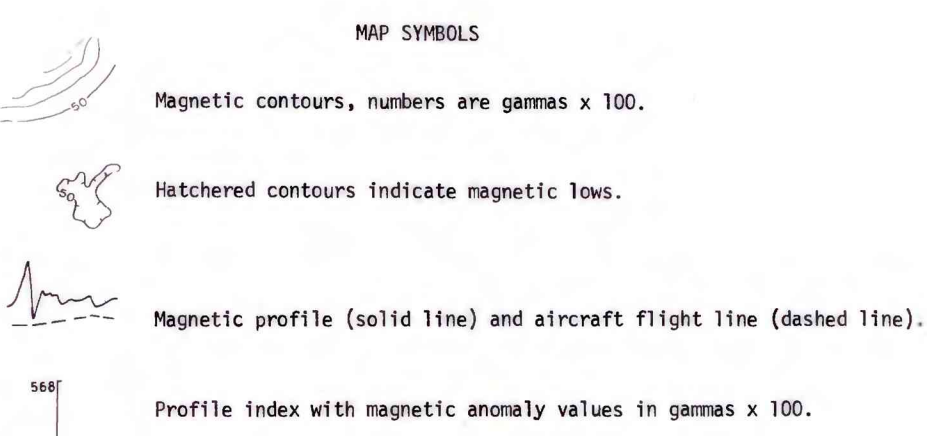 MAP SYMBOLS
50
Magnetic contours, numbers are gammas x 100.
50
Hatchered contours indicate magnetic lows.
Magnetic profile (solid line) and aircraft flight line (dashed line).
568
Profile index with magnetic anomaly values in gammas x 100.